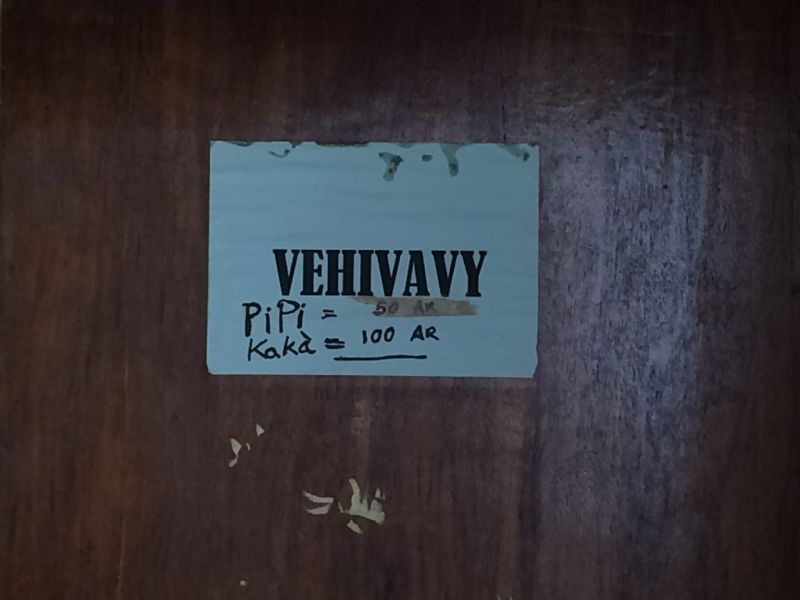 VEHIVAVY
PiPi = 50 AR
Kakà = 100 AR